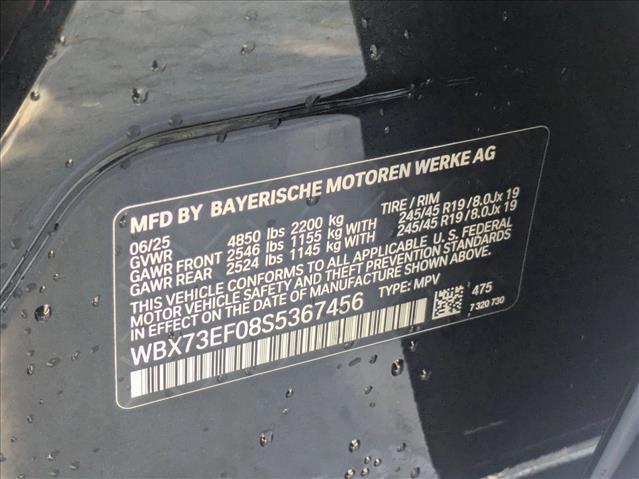 MFD BY BAYERISCHE MOTOREN WERKE AG
06/25 TIRE / RIM
GVWR 4850 lbs 2200 kg
GAWR FRONT 2546 lbs 1155 kg WITH 245/45 R19 / 8.0Jx 19
GAWR REAR 2524 lbs 1145 kg WITH 245/45 R19 / 8.0Jx 19
THIS VEHICLE CONFORMS TO ALL APPLICABLE U. S. FEDERAL
MOTOR VEHICLE SAFETY AND THEFT PREVENTION STANDARDS
IN EFFECT ON THE DATE OF MANUFACTURE SHOWN ABOVE.
WBX73EF08S5367456 TYPE: MPV 475
7 320 730